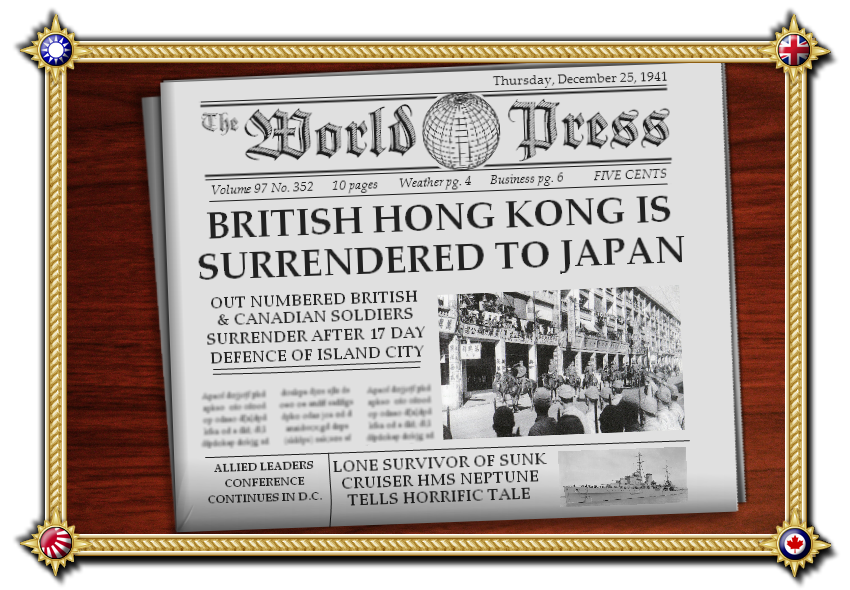 Thursday, December 25, 1941
The World Press
Volume 97 No. 352 10 pages Weather pg. 4 Business pg. 6 FIVE CENTS
BRITISH HONG KONG IS
SURRENDERED TO JAPAN
OUT NUMBERED BRITISH
& CANADIAN SOLDIERS
SURRENDER AFTER 17 DAY
DEFENCE OF ISLAND CITY
ALLIED LEADERS
CONFERENCE
CONTINUES IN D.C.
LONE SURVIVOR OF SUNK
CRUISER HMS NEPTUNE
TELLS HORRIFIC TALE